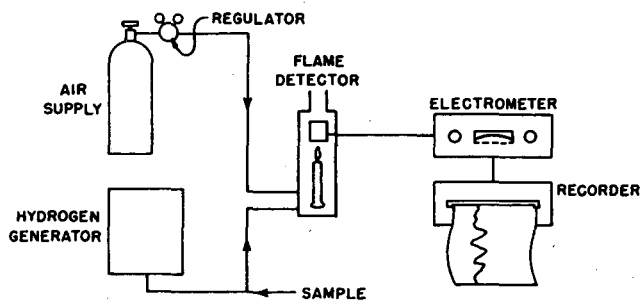 REGULATOR
AIR
SUPPLY
FLAME
DETECTOR
ELECTROMETER
RECORDER
HYDROGEN
GENERATOR
SAMPLE